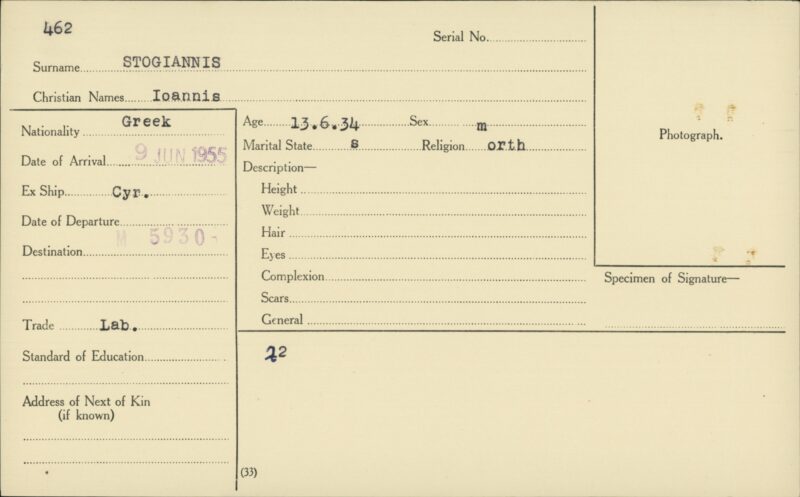 462
Serial No.
Surname STOGIANNIS
Christian Names Ioannis
Nationality Greek
Date of Arrival 9 JUN 1955
Ex Ship Cyr.
Date of Departure
M 5930-
Destination
Trade Lab.
Standard of Education
Address of Next of Kin
(if known)
Age 13.6.34 Sex m
Marital State s Religion orth
Description—
Height
Weight
Hair
Eyes
Complexion
Scars
General
22
(33)
Photograph.
Specimen of Signature—